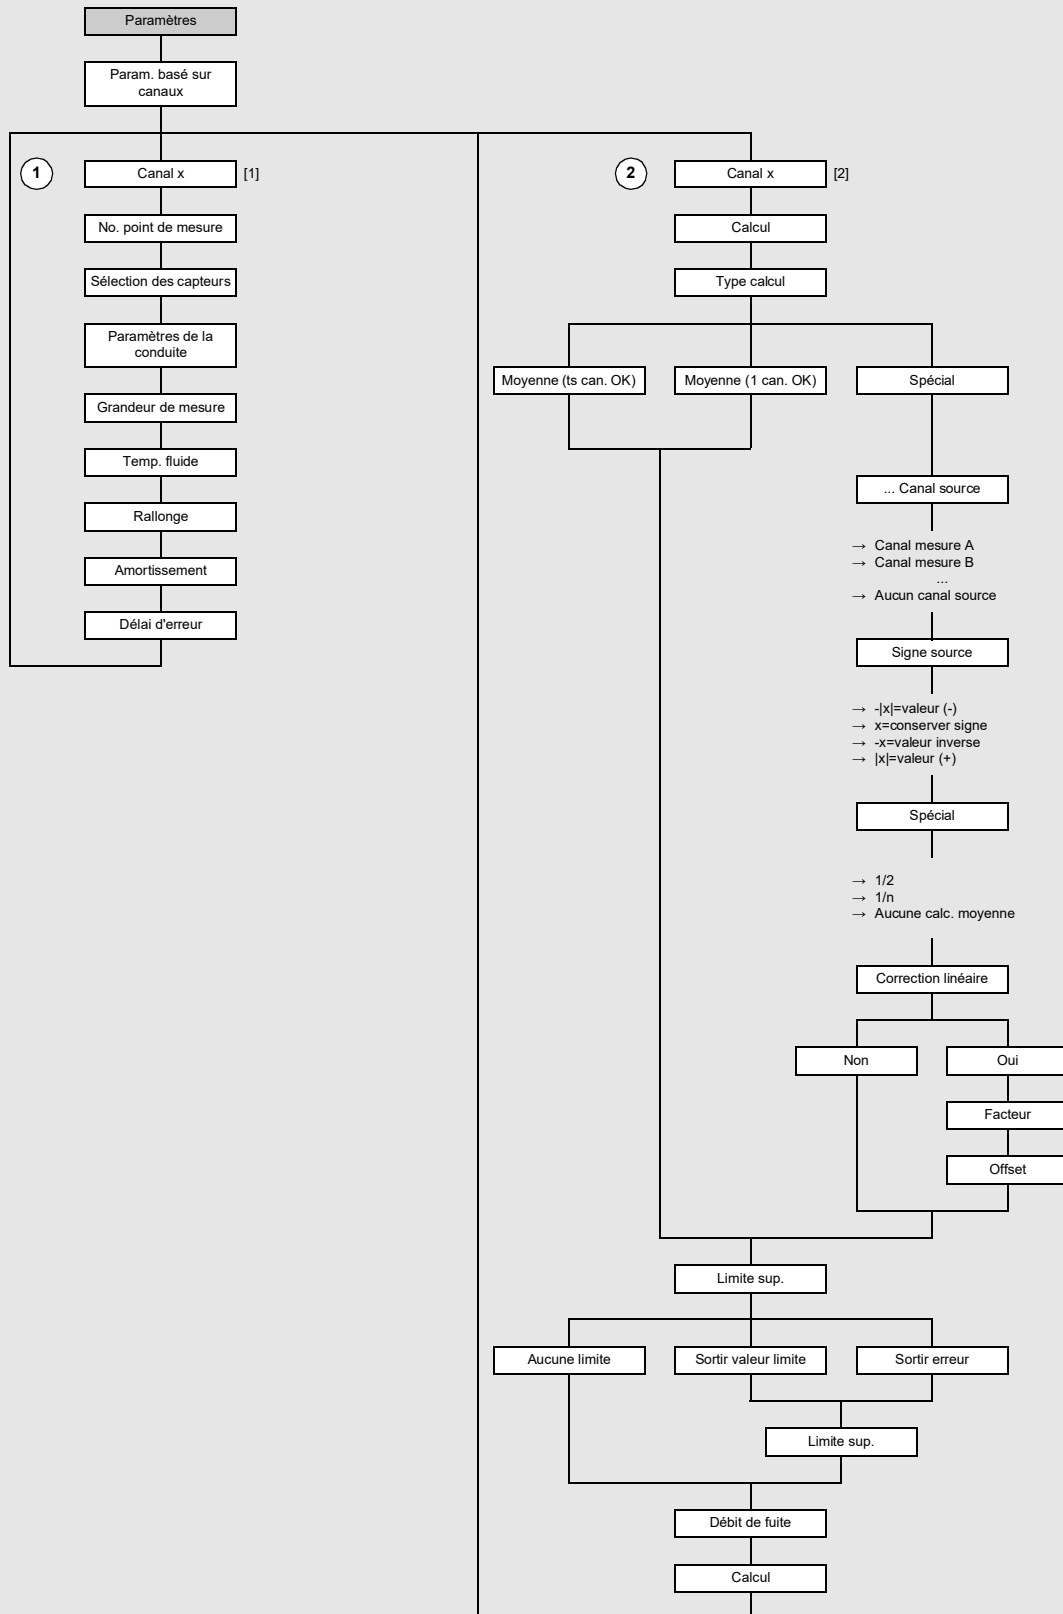 Paramètres
Param. basé sur
canaux
1
Canal x
[1]
No. point de mesure
Sélection des capteurs
Paramètres de la
conduite
Grandeur de mesure
Temp. fluide
Rallonge
Amortissement
Délai d'erreur
2
Canal x
[2]
Calcul
Type calcul
Moyenne (ts can. OK)
Moyenne (1 can. OK)
Spécial
... Canal source
→ Canal mesure A
→ Canal mesure B
...
→ Aucun canal source
Signe source
→ -|x|=valeur (-)
→ x=conserver signe
→ -x=valeur inverse
→ |x|=valeur (+)
Spécial
→ 1/2
→ 1/n
→ Aucune calc. moyenne
Correction linéaire
Non
Oui
Facteur
Offset
Limite sup.
Aucune limite
Sortir valeur limite
Sortir erreur
Limite sup.
Débit de fuite
Calcul